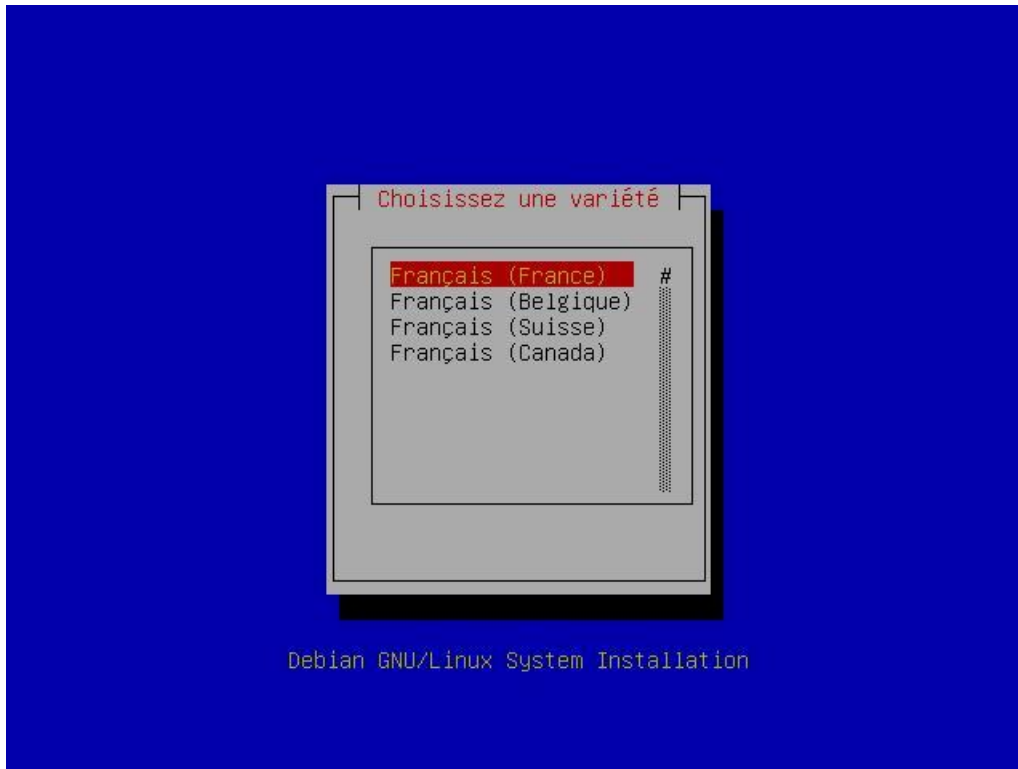 Choisissez une variété
Français (France)
#
Français (Belgique)
Français (Suisse)
Français (Canada)
Debian GNU/Linux System Installation